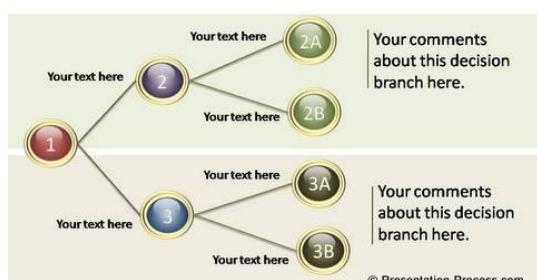 Your text here
2A
Your comments
about this decision
branch here.
Your text here
2
Your text here
2B
1
Your text here
3A
Your comments
about this decision
branch here.
Your text here
3
Your text here
3B
© Presentation-Process.com